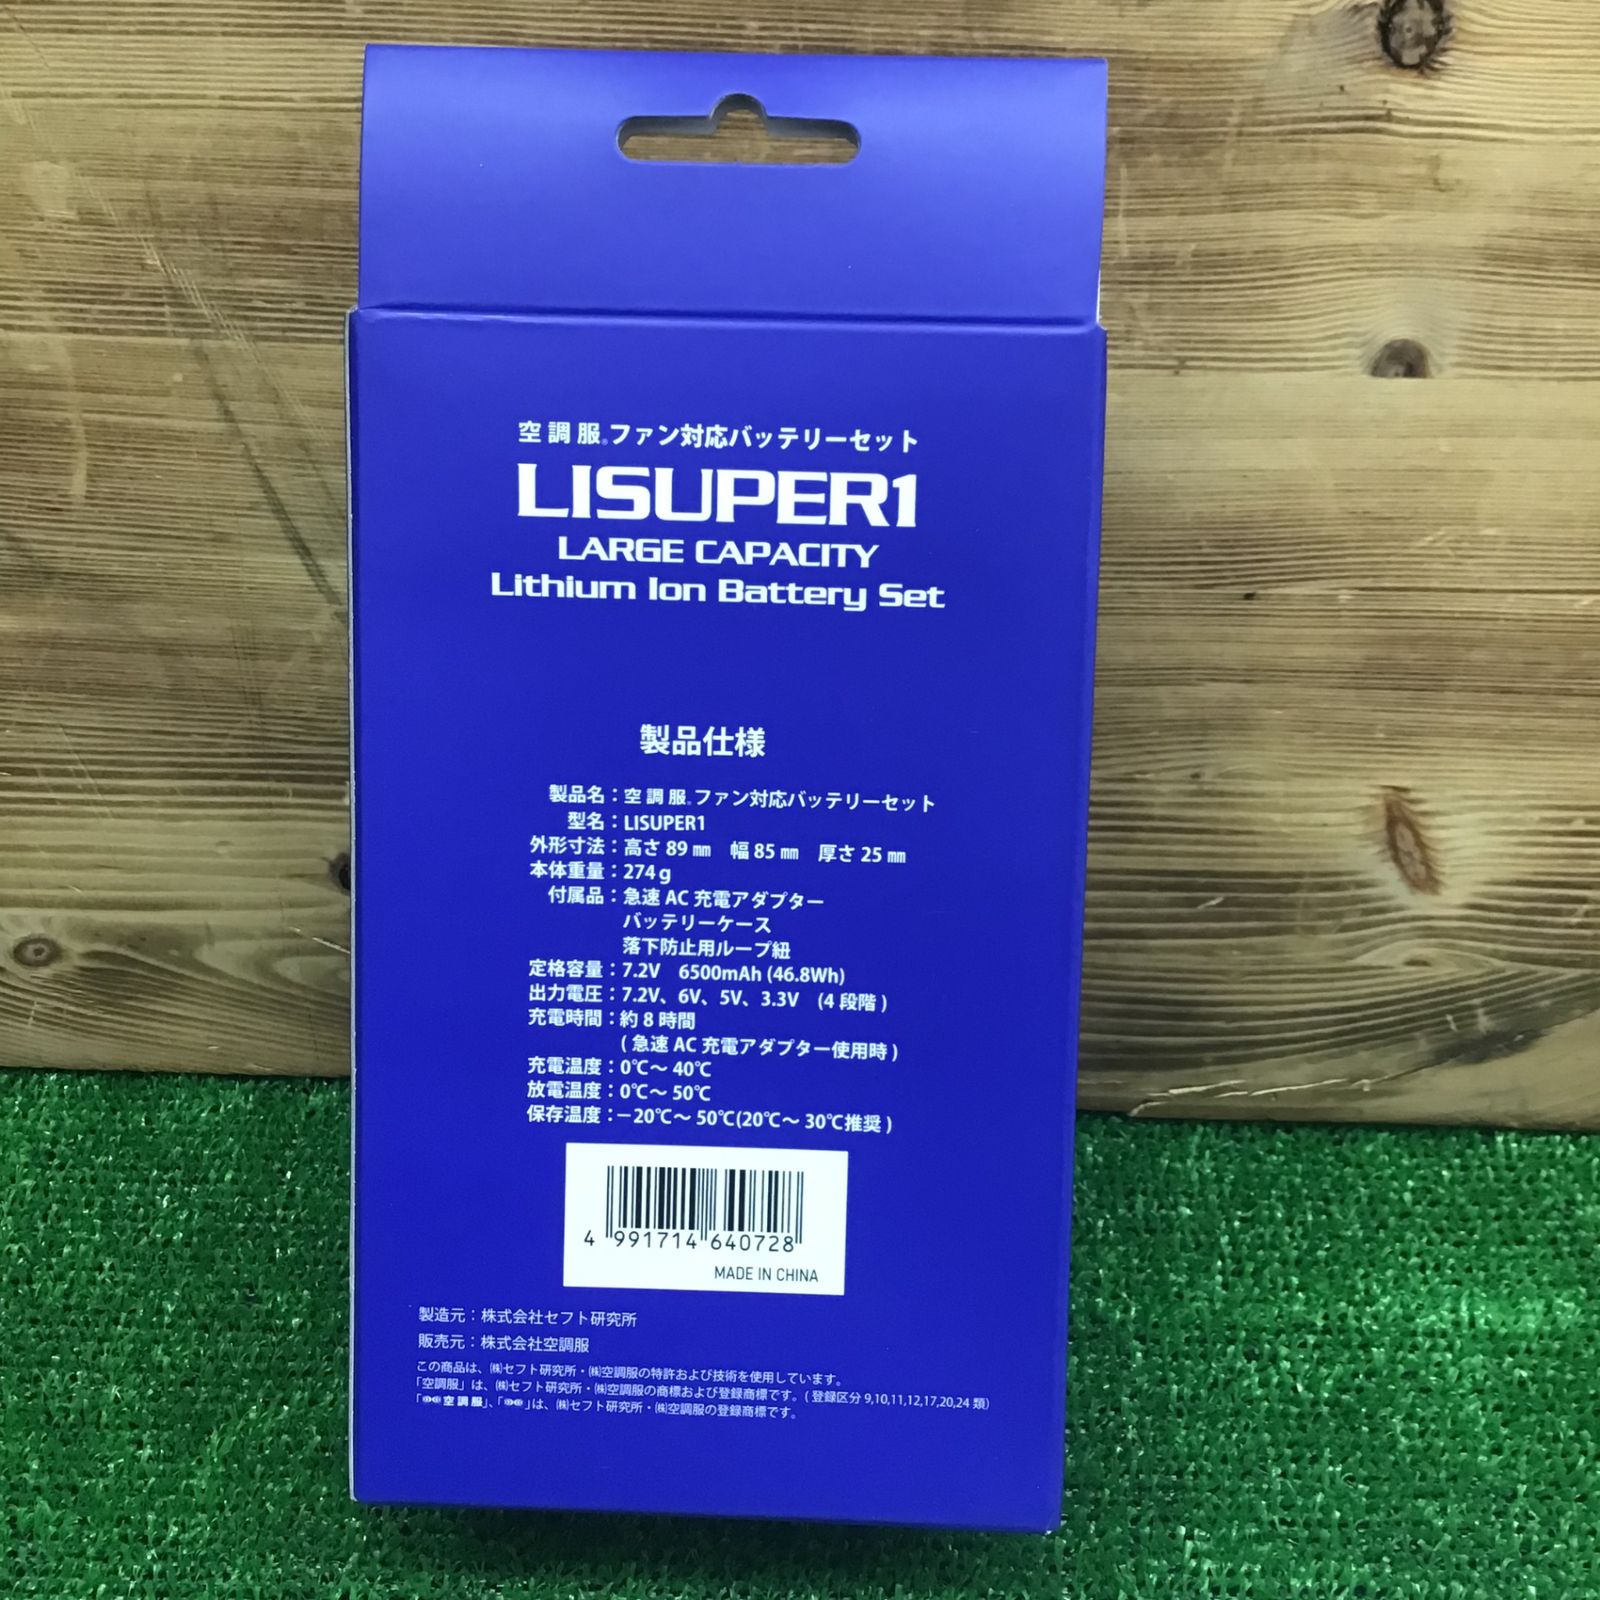 空調服®ファン対応バッテリーセット
LISUPER1
LARGE CAPACITY
Lithium Ion Battery Set
製品仕様
製品名：空調服®ファン対応バッテリーセット
型名：LISUPER1
外形寸法：高さ 89 ㎜　幅 85 ㎜　厚さ 25 ㎜
本体重量：274 g
付属品：急速 AC 充電アダプター
バッテリーケース
落下防止用ループ紐
定格容量：7.2V　6500mAh (46.8Wh)
出力電圧：7.2V、6V、5V、3.3V　(4 段階 )
充電時間：約 8 時間
( 急速 AC 充電アダプター使用時 )
充電温度：0℃～ 40℃
放電温度：0℃～ 50℃
保存温度：－20℃～ 50℃(20℃～ 30℃推奨 )
4 991714 640728
MADE IN CHINA
製造元：株式会社セフト研究所
販売元：株式会社空調服
この商品は、㈱セフト研究所・㈱空調服の特許および技術を使用しています。
「空調服」は、㈱セフト研究所・㈱空調服の商標および登録商標です。( 登録区分 9,10,11,12,17,20,24 類)
「空調服」、「」は、㈱セフト研究所・㈱空調服の登録商標です。